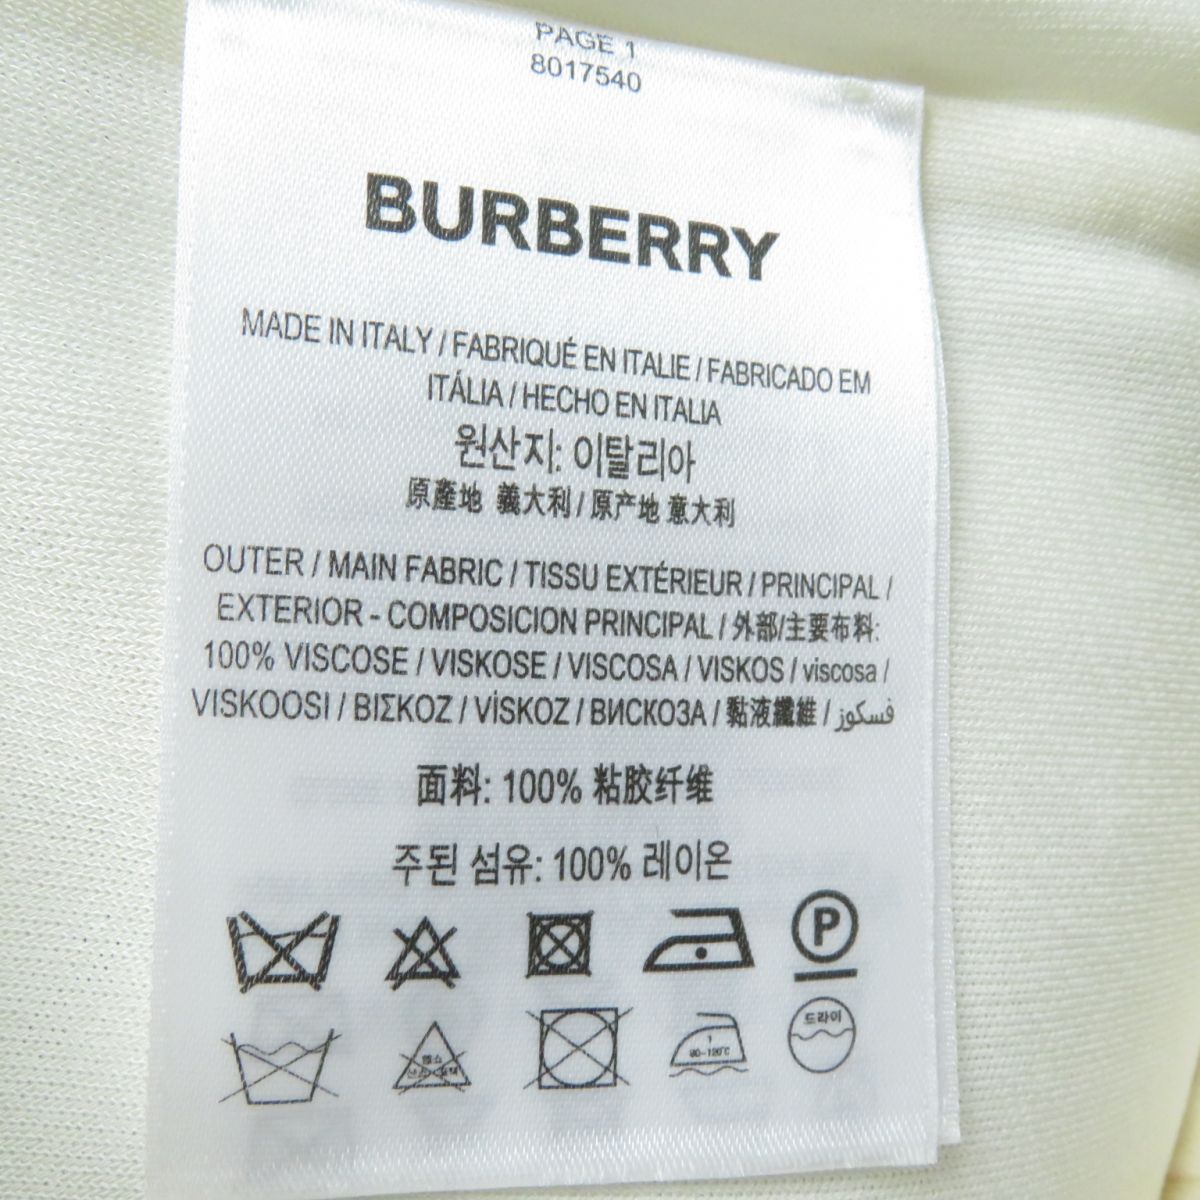 PAGE 1
8017540
BURBERRY
MADE IN ITALY / FABRIQUÉ EN ITALIE / FABRICADO EM
ITÁLIA / HECHO EN ITALIA
원산지: 이탈리아
原產地 義大利 / 原产地 意大利
OUTER / MAIN FABRIC / TISSU EXTÉRIEUR / PRINCIPAL /
EXTERIOR - COMPOSICION PRINCIPAL / 外部/主要布料:
100% VISCOSE / VISKOSE / VISCOSA / VISKOS / viscosa /
VISKOOSI / ΒΙΣΚΟΖ / VİSKOZ / ВИСКОЗА / 黏液纖維 / فسكوز
面料: 100% 粘胶纤维
주된 섬유: 100% 레이온
P
1
80~120°C
드라이